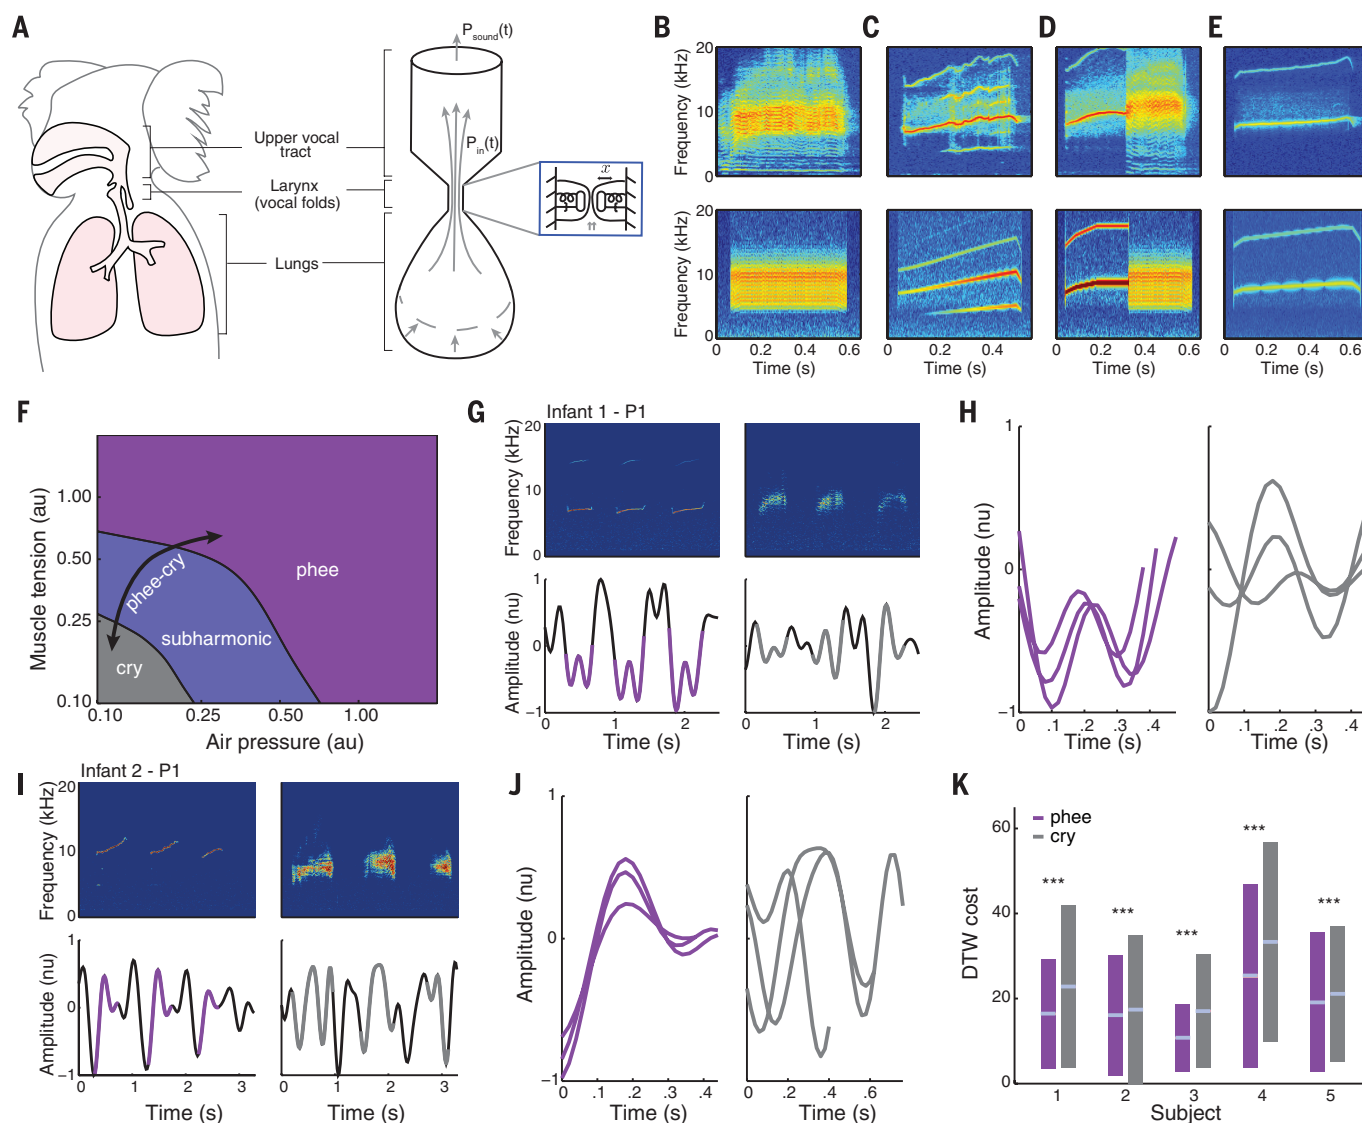 A
P sound (t)
P in (t)
x
Upper vocal
tract
Larynx
(vocal folds)
Lungs
B
C
D
E
Frequency (kHz)
20
10
0
Frequency (kHz)
20
10
0
0 0.2 0.4 0.6
Time (s)
0 0.2 0.4
Time (s)
0 0.2 0.4 0.6
Time (s)
0 0.2 0.4 0.6
Time (s)
F
Muscle tension (au)
1.00
0.50
0.25
0.10
phee
phee-cry
subharmonic
cry
0.10 0.25 0.50 1.00
Air pressure (au)
G
Infant 1 - P1
Frequency (kHz)
20
10
0
Amplitude (nu)
1
0
−1
0 1 2
Time (s)
0 1 2
Time (s)
H
Amplitude (nu)
1
0
−1
0 .1 .2 .3 .4
Time (s)
0 .1 .2 .3 .4
Time (s)
I
Infant 2 - P1
Frequency (kHz)
20
10
0
Amplitude (nu)
1
0
−1
0 1 2 3
Time (s)
0 1 2 3
Time (s)
J
Amplitude (nu)
1
0
−1
0 .1 .2 .3 .4
Time (s)
0 .2 .4 .6
Time (s)
K
phee
cry
DTW cost
60
40
20
0
***
***
***
***
***
1 2 3 4 5
Subject